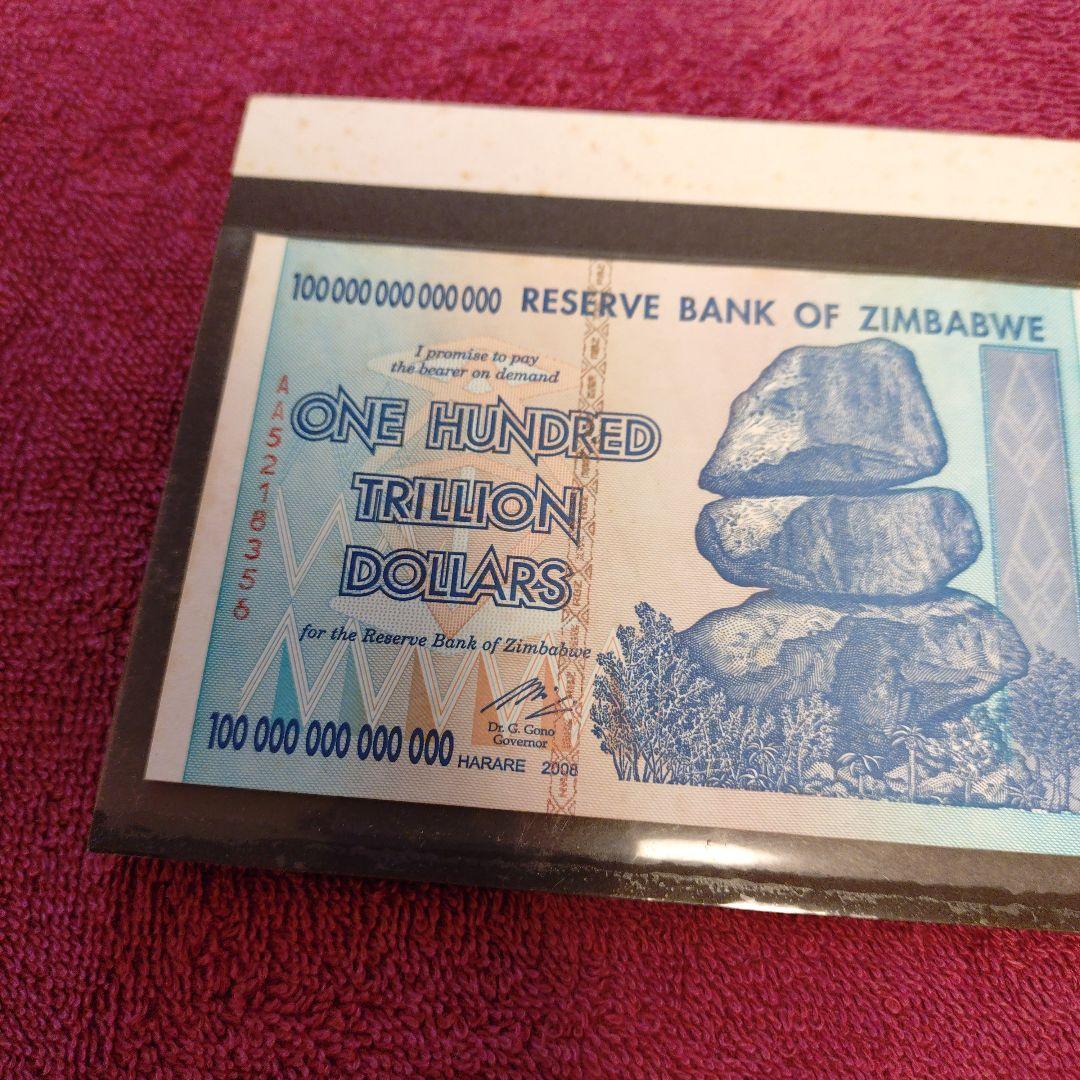 100 000 000 000 000 RESERVE BANK OF ZIMBABWE
I promise to pay
the bearer on demand
ONE HUNDRED
TRILLION
DOLLARS
for the Reserve Bank of Zimbabwe
Dr. G. Gono
Governor
100 000 000 000 000 HARARE 2008
AA5218356
RBZ